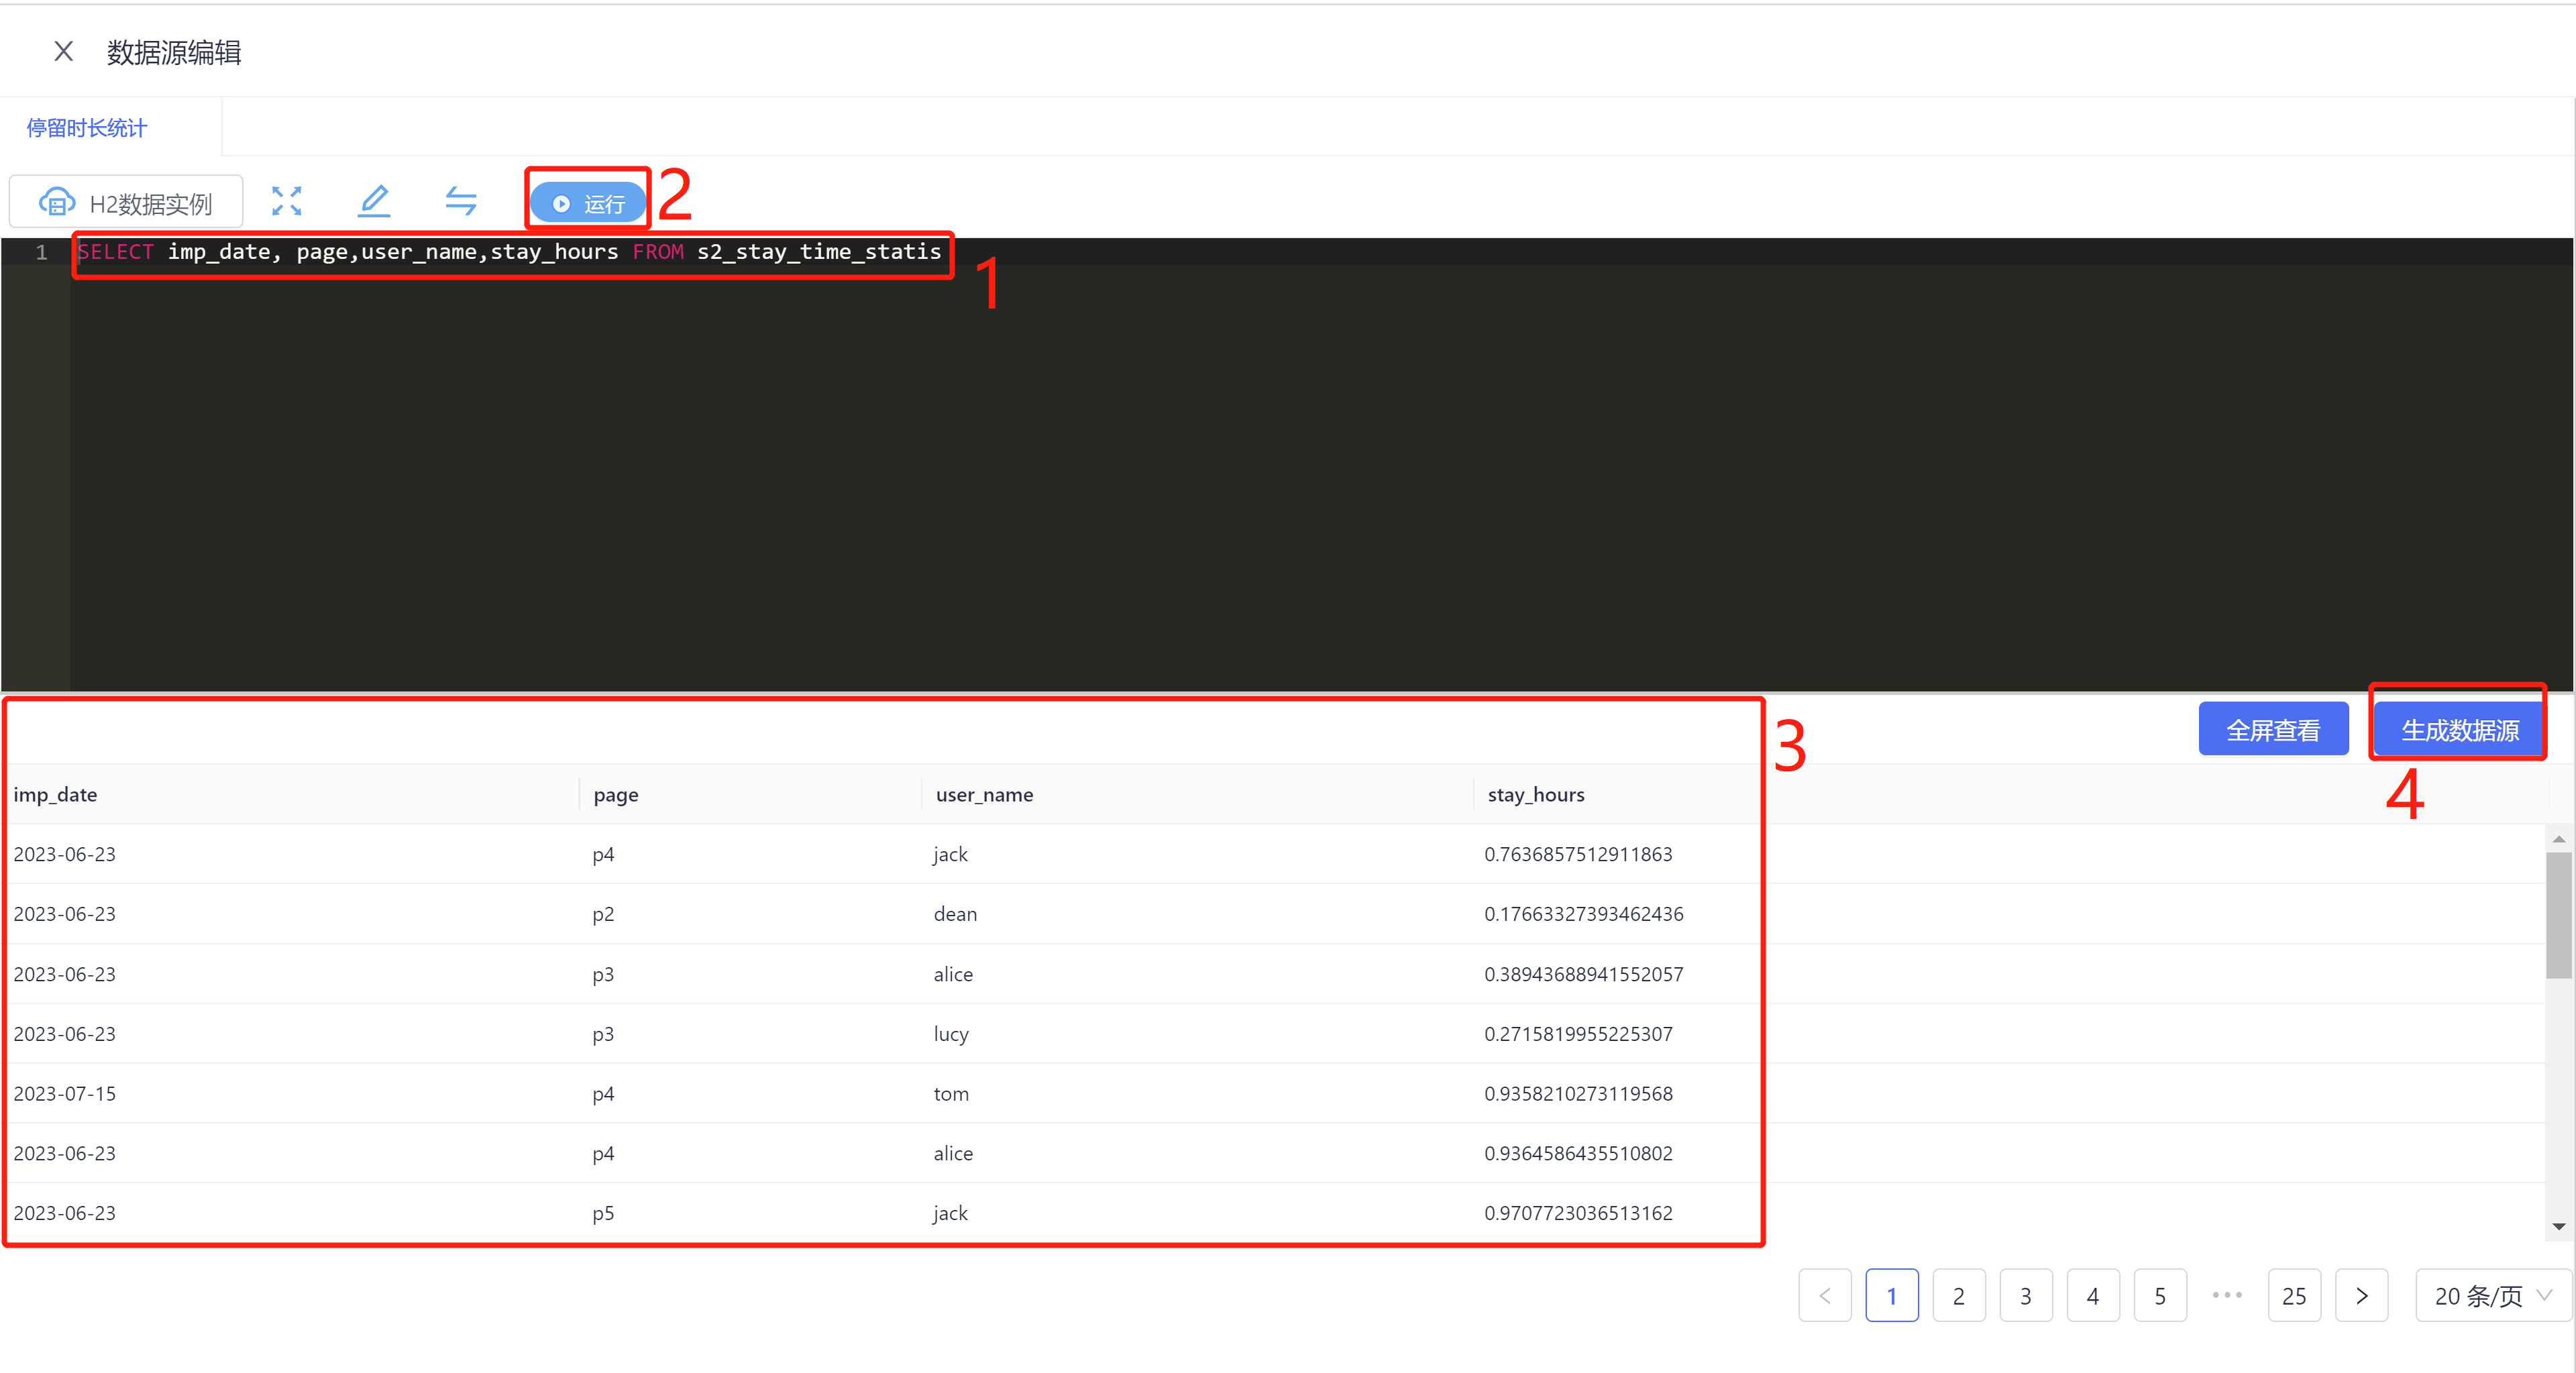 数据源编辑
停留时长统计
H2数据实例 运行 2
1 SELECT imp_date, page,user_name,stay_hours FROM s2_stay_time_statis
1
全屏查看 生成数据源
3
4
imp_date page user_name stay_hours
2023-06-23 p4 jack 0.7636857512911863
2023-06-23 p2 dean 0.17663327393462436
2023-06-23 p3 alice 0.38943688941552057
2023-06-23 p3 lucy 0.2715819955225307
2023-07-15 p4 tom 0.9358210273119568
2023-06-23 p4 alice 0.9364586435510802
2023-06-23 p5 jack 0.9707723036513162
< 1 2 3 4 5 ••• 25 > 20 条/页